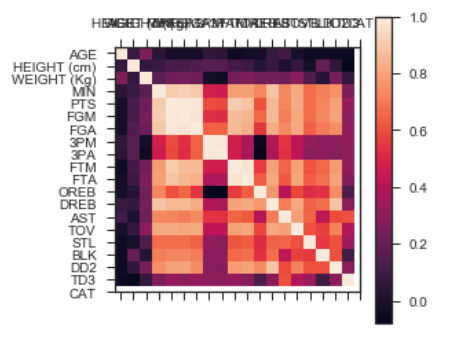 1.0
AGE
HEIGHT (cm)
WEIGHT (Kg)
MIN
PTS
FGM
FGA
3PM
3PA
FTM
FTA
OREB
DREB
AST
TOV
STL
BLK
DD2
TD3
CAT
0.8
0.6
0.4
0.2
0.0